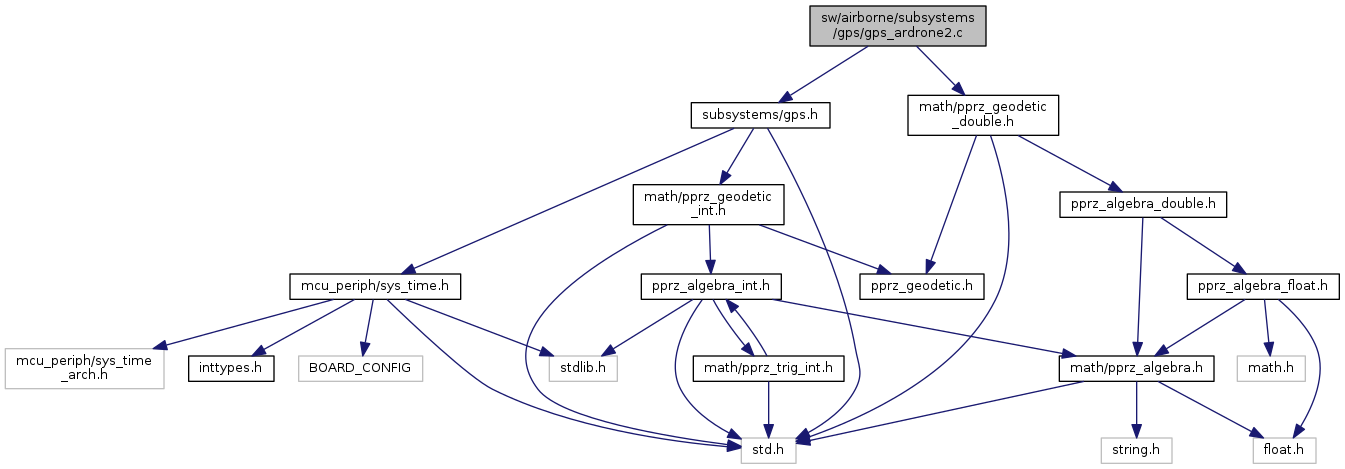 sw/airborne/subsystems
/gps/gps_ardrone2.c
subsystems/gps.h
math/pprz_geodetic
_double.h
math/pprz_geodetic
_int.h
pprz_algebra_double.h
mcu_periph/sys_time.h
pprz_algebra_int.h
pprz_geodetic.h
pprz_algebra_float.h
mcu_periph/sys_time
_arch.h
inttypes.h
BOARD_CONFIG
stdlib.h
math/pprz_trig_int.h
math/pprz_algebra.h
math.h
std.h
string.h
float.h